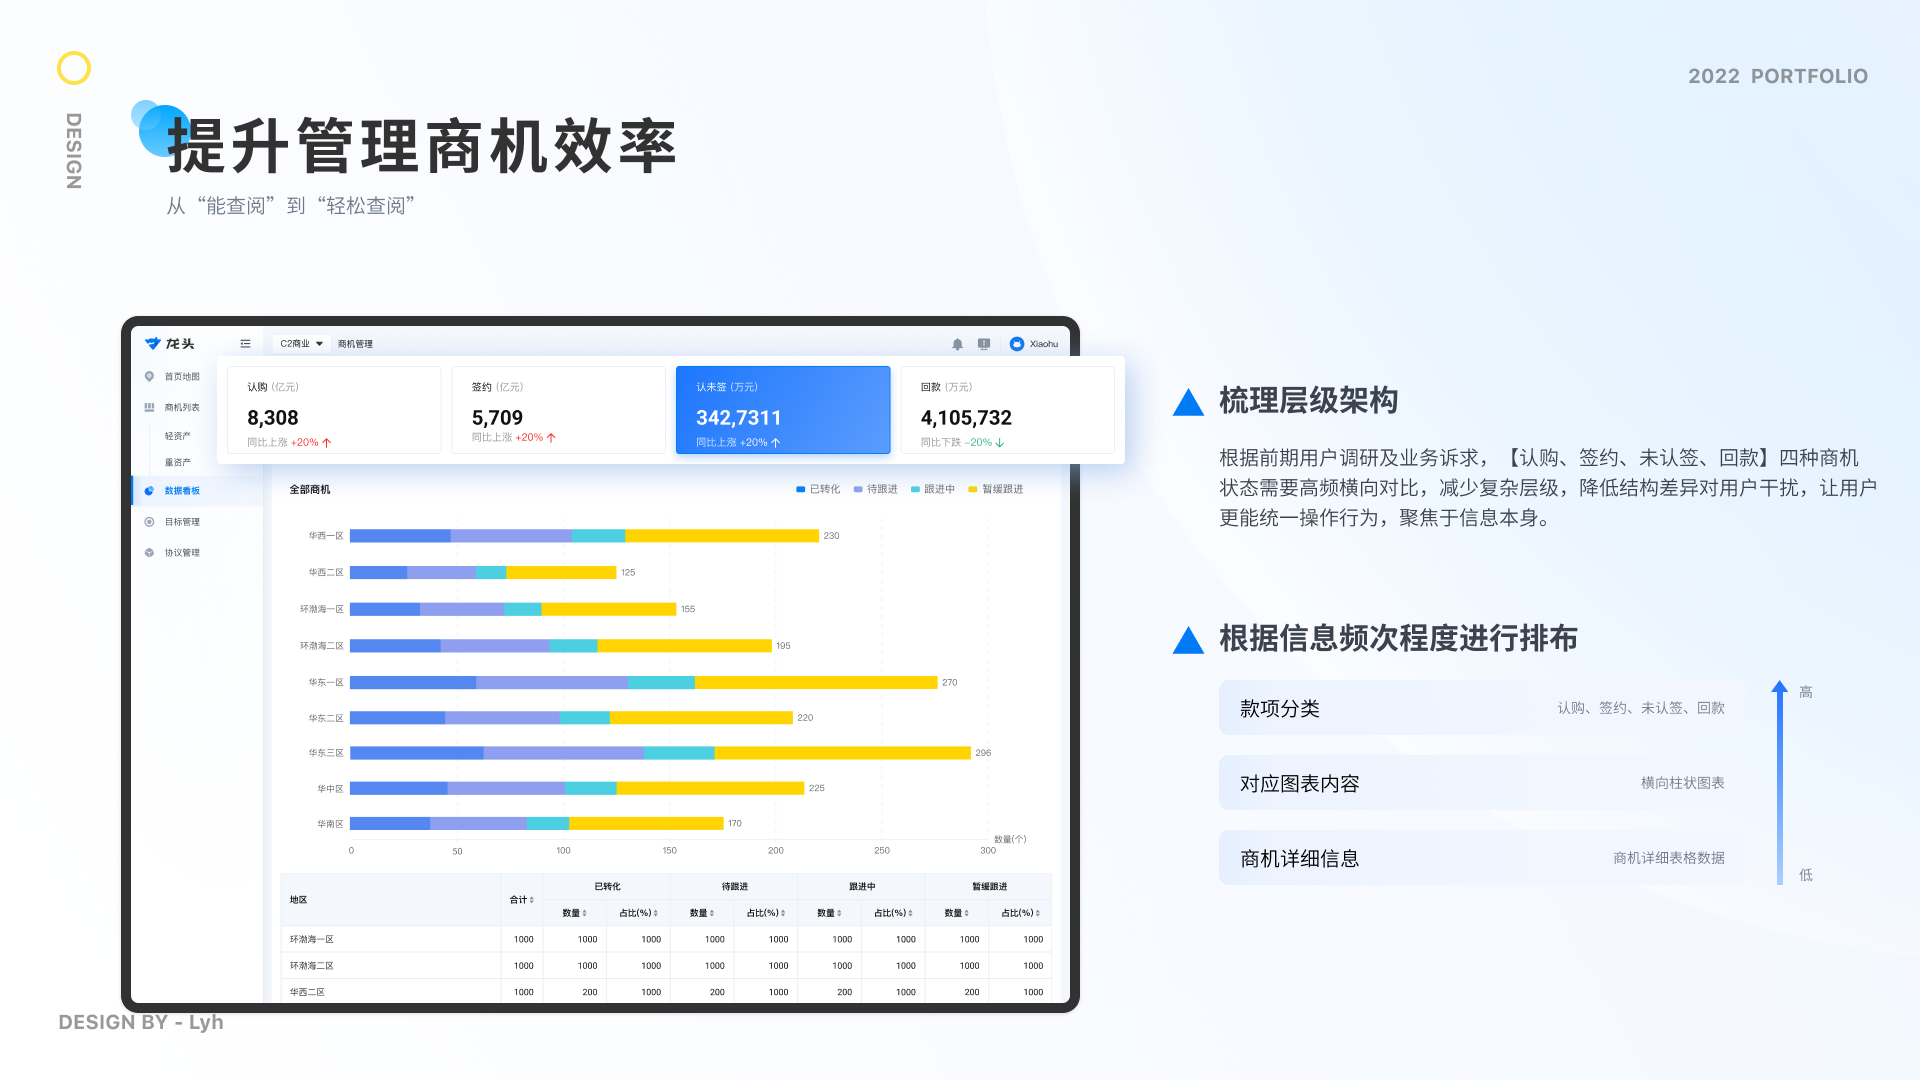 2022 PORTFOLIO
DESIGN
提升管理商机效率
从“能查阅”到“轻松查阅”
龙头
C2商业
商机管理
Xiaohu
首页地图
商机列表
轻资产
重资产
数据看板
目标管理
协议管理
认购 (亿元)
8,308
同比上涨 +20%
签约 (亿元)
5,709
同比上涨 +20%
认未签 (万元)
342,7311
同比上涨 +20%
回款 (万元)
4,105,732
同比下跌 -20%
全部商机
已转化 待跟进 跟进中 暂缓跟进
华西一区 230
华西二区 125
环渤海一区 155
环渤海二区 195
华东一区 270
华东二区 220
华东三区 296
华中区 225
华南区 170
数量(个)
0 50 100 150 200 250 300
地区 合计 已转化 待跟进 跟进中 暂缓跟进
数量 占比(%) 数量 占比(%) 数量 占比(%) 数量 占比(%)
环渤海一区 1000 1000 1000 1000 1000 1000 1000 1000 1000
环渤海二区 1000 1000 1000 1000 1000 1000 1000 1000 1000
华西二区 1000 200 1000 200 1000 200 1000 200 1000
梳理层级架构
根据前期用户调研及业务诉求，【认购、签约、未认签、回款】四种商机
状态需要高频横向对比，减少复杂层级，降低结构差异对用户干扰，让用户
更能统一操作行为，聚焦于信息本身。
根据信息频次程度进行排布
款项分类 认购、签约、未认签、回款
对应图表内容 横向柱状图表
商机详细信息 商机详细表格数据
高
低
DESIGN BY - Lyh